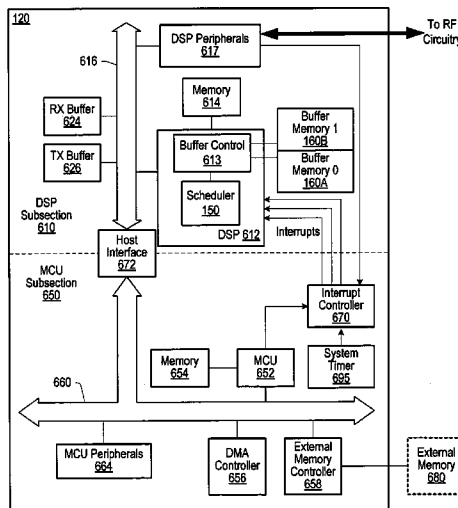 120
To RF
Circuitry
616
DSP Peripherals
617
Memory
614
RX Buffer
624
TX Buffer
626
Buffer Control
613
Buffer
Memory 1
160B
Buffer
Memory 0
160A
Scheduler
150
DSP
Subsection
610
DSP 612
Interrupts
Host
Interface
672
MCU
Subsection
650
Interrupt
Controller
670
660
Memory
654
MCU
652
System
Timer
695
MCU Peripherals
664
DMA
Controller
656
External
Memory
Controller
658
External
Memory
680